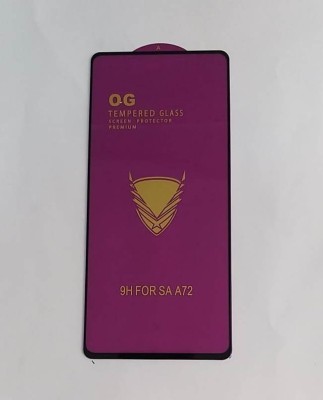 OG
TEMPERED GLASS
SCREEN PROTECTOR
PREMIUM
9H FOR SA A72